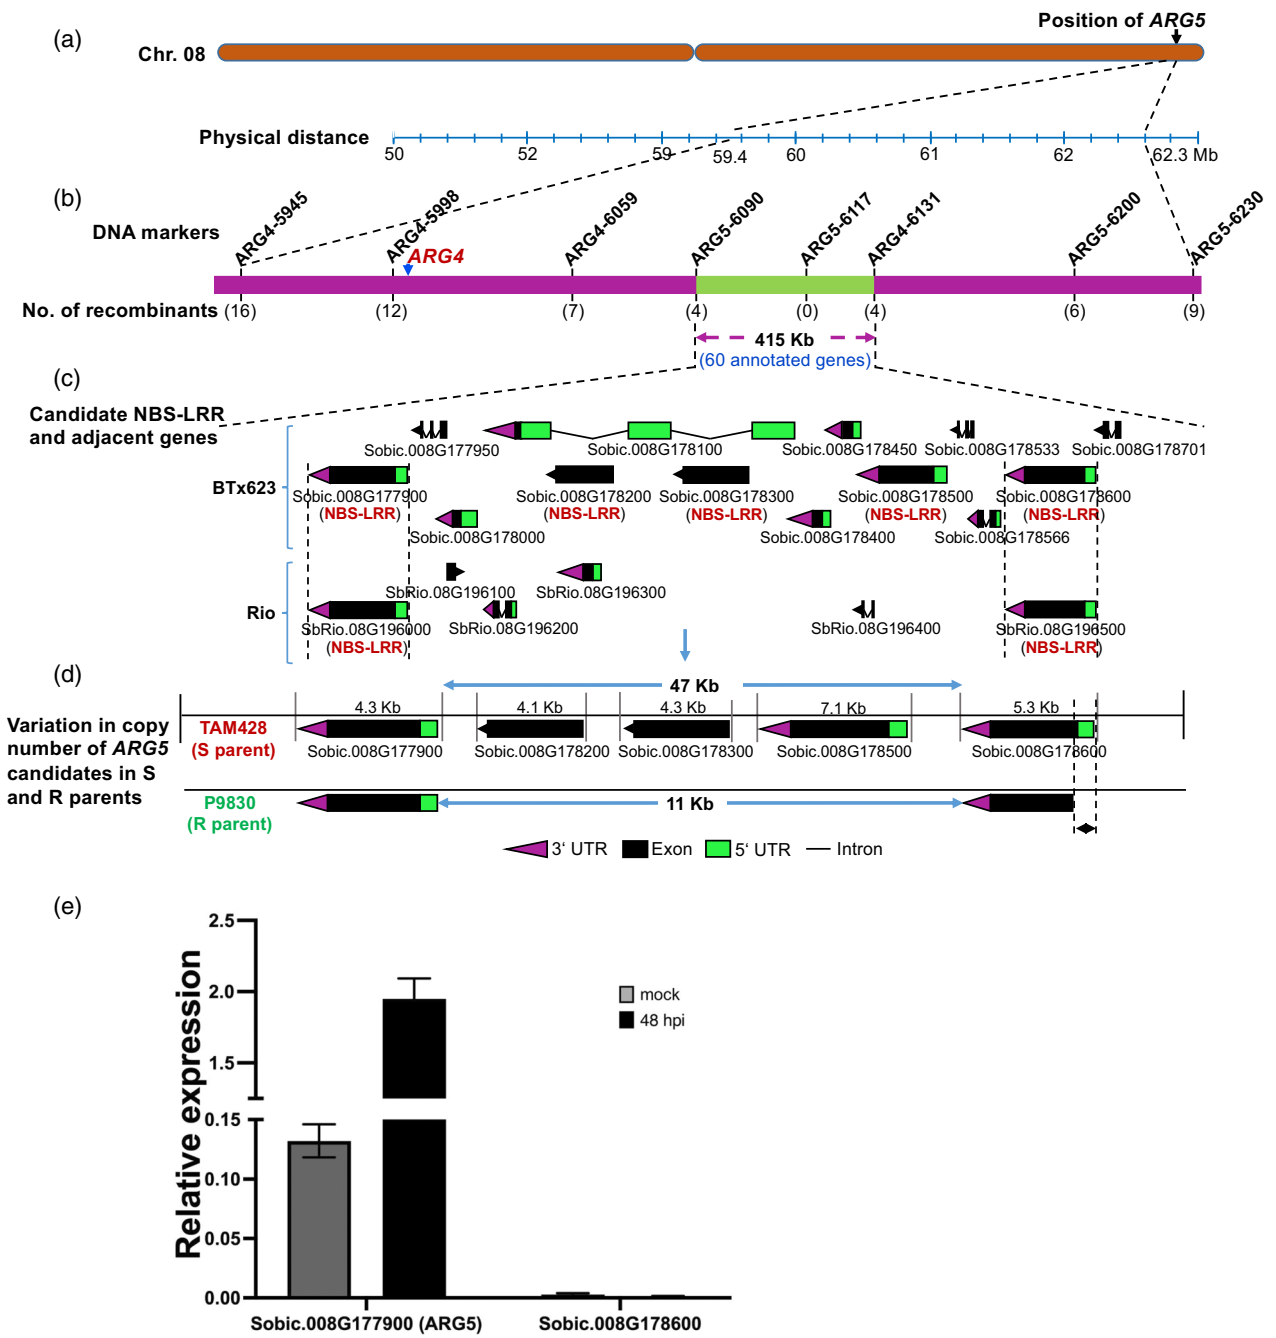 (a)
Position of ARG5
Chr. 08
Physical distance
50 52 59 59.4 60 61 62 62.3 Mb
(b)
DNA markers
ARG4-5945 ARG4-5998 ARG4-6059 ARG5-6090 ARG5-6117 ARG4-6131 ARG5-6200 ARG5-6230
ARG4
No. of recombinants (16) (12) (7) (4) (0) (4) (6) (9)
415 Kb
(60 annotated genes)
(c)
Candidate NBS-LRR
and adjacent genes
Sobic.008G177950 Sobic.008G178100 Sobic.008G178450 Sobic.008G178533 Sobic.008G178701
BTx623
Sobic.008G177900 Sobic.008G178200 Sobic.008G178300 Sobic.008G178500 Sobic.008G178600
(NBS-LRR) (NBS-LRR) (NBS-LRR) (NBS-LRR) (NBS-LRR)
Sobic.008G178000 Sobic.008G178400 Sobic.008G178566
SbRio.08G196100 SbRio.08G196300
Rio
SbRio.08G196000 SbRio.08G196200 SbRio.08G196400 SbRio.08G196500
(NBS-LRR) (NBS-LRR)
(d)
47 Kb
4.3 Kb 4.1 Kb 4.3 Kb 7.1 Kb 5.3 Kb
Variation in copy
number of ARG5
candidates in S
and R parents
TAM428
(S parent)
Sobic.008G177900 Sobic.008G178200 Sobic.008G178300 Sobic.008G178500 Sobic.008G178600
P9830
(R parent)
11 Kb
3‘ UTR Exon 5‘ UTR Intron
(e)
Relative expression
2.5
2.0
1.5
0.15
0.10
0.05
0.00
mock
48 hpi
Sobic.008G177900 (ARG5) Sobic.008G178600